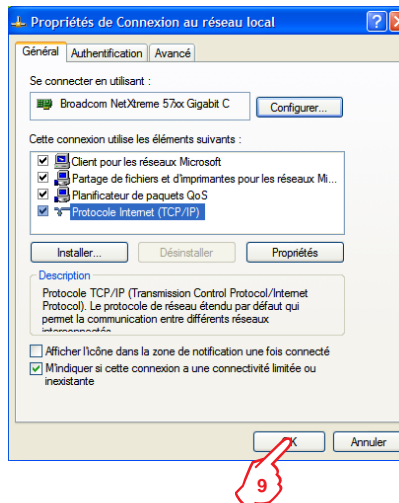 Propriétés de Connexion au réseau local
Général Authentification Avancé
Se connecter en utilisant :
Broadcom NetXtreme 57xx Gigabit C Configurer...
Cette connexion utilise les éléments suivants :
Client pour les réseaux Microsoft
Partage de fichiers et d'imprimantes pour les réseaux Mi...
Planificateur de paquets QoS
Protocole Internet (TCP/IP)
Installer... Désinstaller Propriétés
Description
Protocole TCP/IP (Transmission Control Protocol/Internet
Protocol). Le protocole de réseau étendu par défaut qui
permet la communication entre différents réseaux
interconnectés
Afficher l'icône dans la zone de notification une fois connecté
M'indiquer si cette connexion a une connectivité limitée ou
inexistante
OK Annuler
9